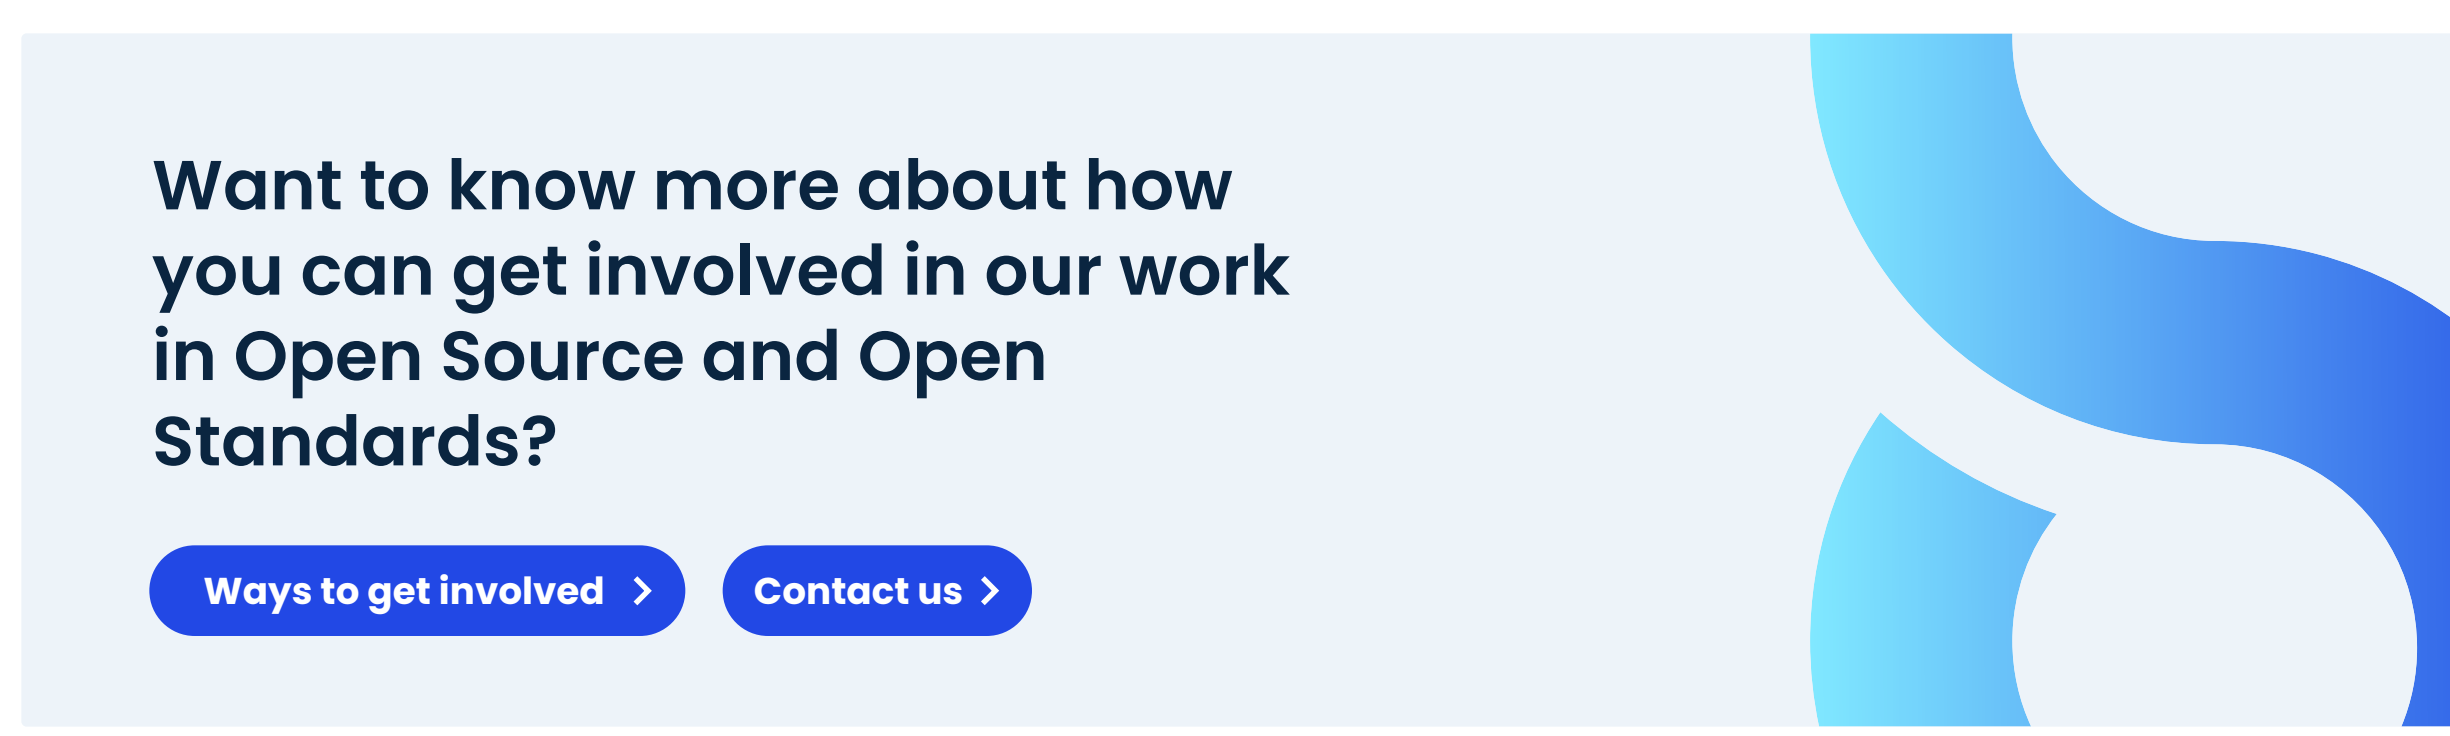 Want to know more about how
you can get involved in our work
in Open Source and Open
Standards?
Ways to get involved
Contact us